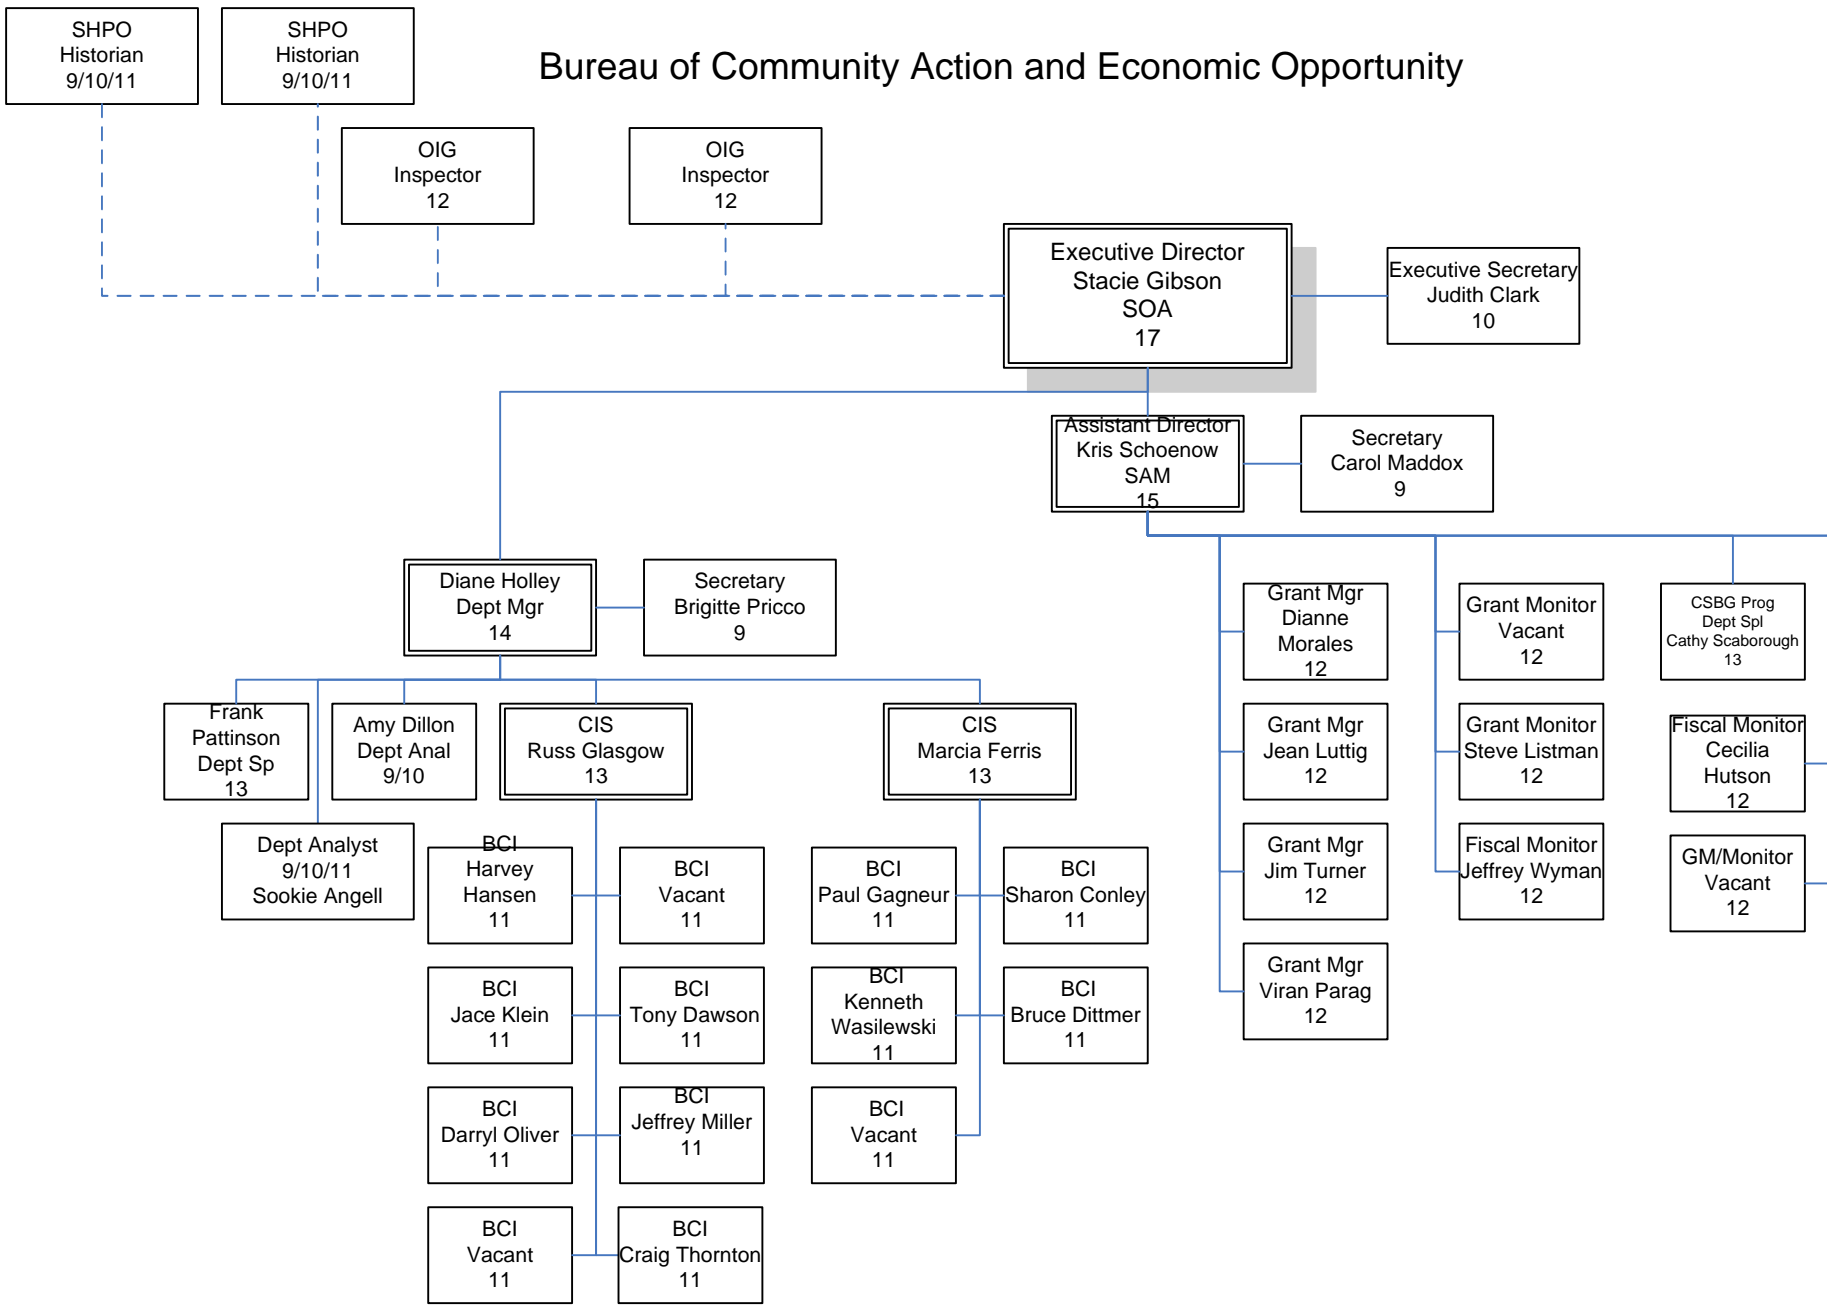 SHPO
Historian
9/10/11
SHPO
Historian
9/10/11
Bureau of Community Action and Economic Opportunity
OIG
Inspector
12
OIG
Inspector
12
Executive Director
Stacie Gibson
SOA
17
Executive Secretary
Judith Clark
10
Assistant Director
Kris Schoenow
SAM
15
Secretary
Carol Maddox
9
Diane Holley
Dept Mgr
14
Secretary
Brigitte Pricco
9
Grant Mgr
Dianne
Morales
12
Grant Monitor
Vacant
12
CSBG Prog
Dept Spl
Cathy Scaborough
13
Frank
Pattinson
Dept Sp
13
Amy Dillon
Dept Anal
9/10
CIS
Russ Glasgow
13
CIS
Marcia Ferris
13
Grant Mgr
Jean Luttig
12
Grant Monitor
Steve Listman
12
Fiscal Monitor
Cecilia
Hutson
12
Dept Analyst
9/10/11
Sookie Angell
BCI
Harvey
Hansen
11
BCI
Vacant
11
BCI
Paul Gagneur
11
BCI
Sharon Conley
11
Grant Mgr
Jim Turner
12
Fiscal Monitor
Jeffrey Wyman
12
GM/Monitor
Vacant
12
BCI
Jace Klein
11
BCI
Tony Dawson
11
BCI
Kenneth
Wasilewski
11
BCI
Bruce Dittmer
11
Grant Mgr
Viran Parag
12
BCI
Darryl Oliver
11
BCI
Jeffrey Miller
11
BCI
Vacant
11
BCI
Vacant
11
BCI
Craig Thornton
11